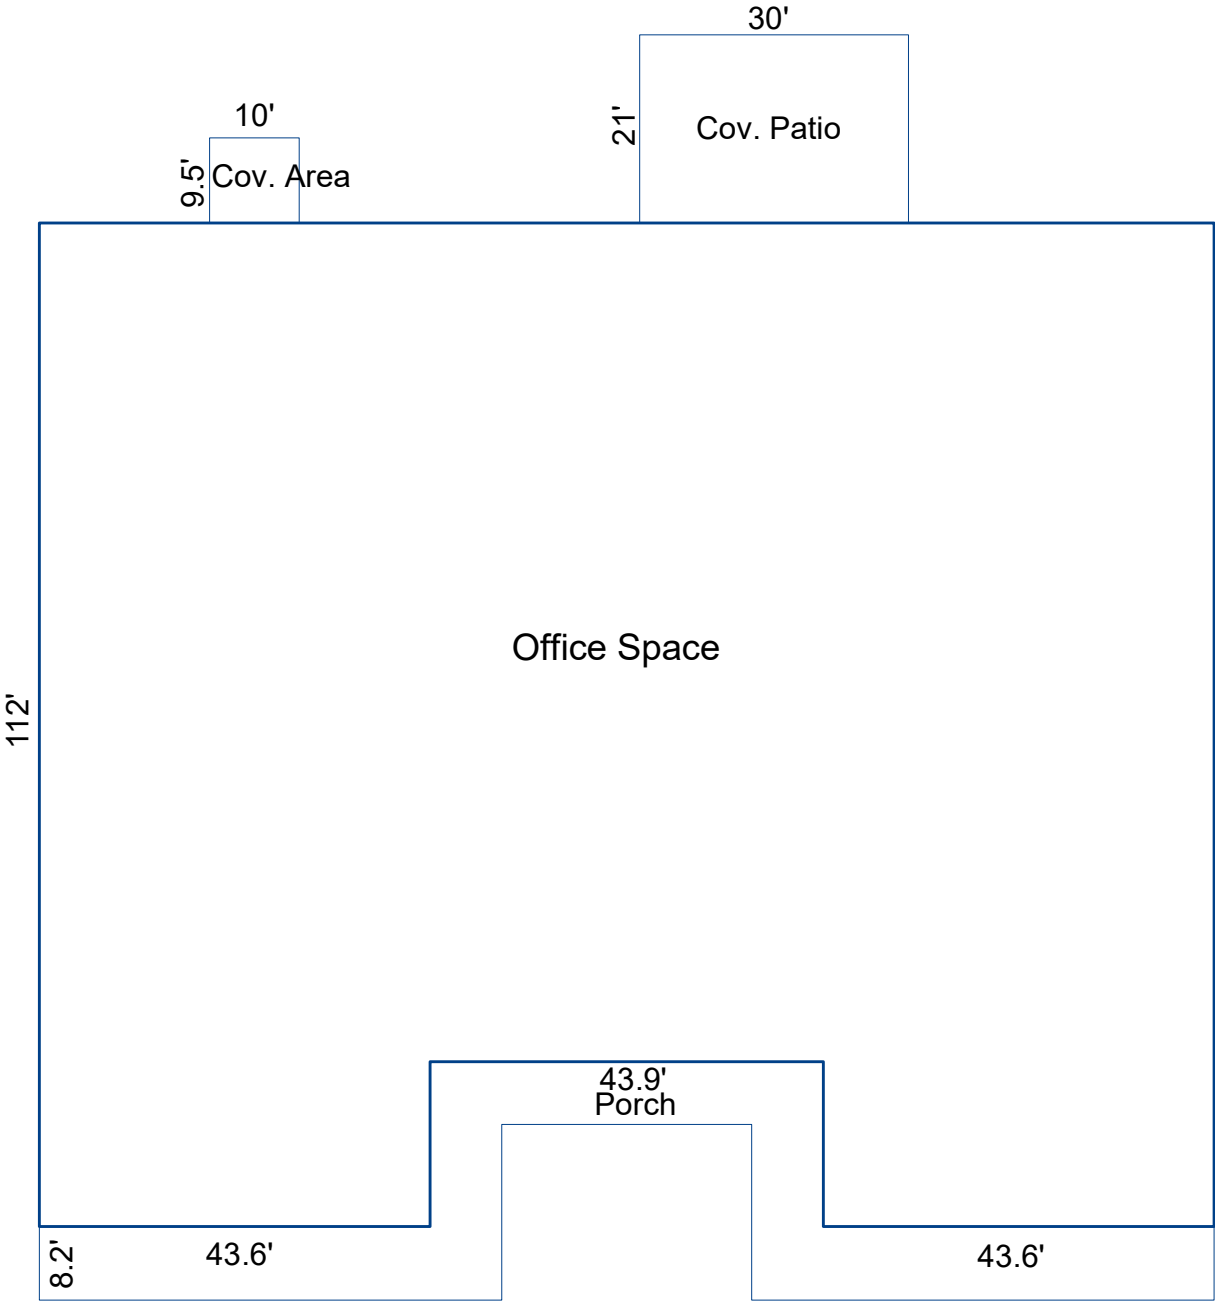 30'
21'
Cov. Patio
10'
9.5'
Cov. Area
Office Space
112'
43.9'
Porch
8.2'
43.6'
43.6'